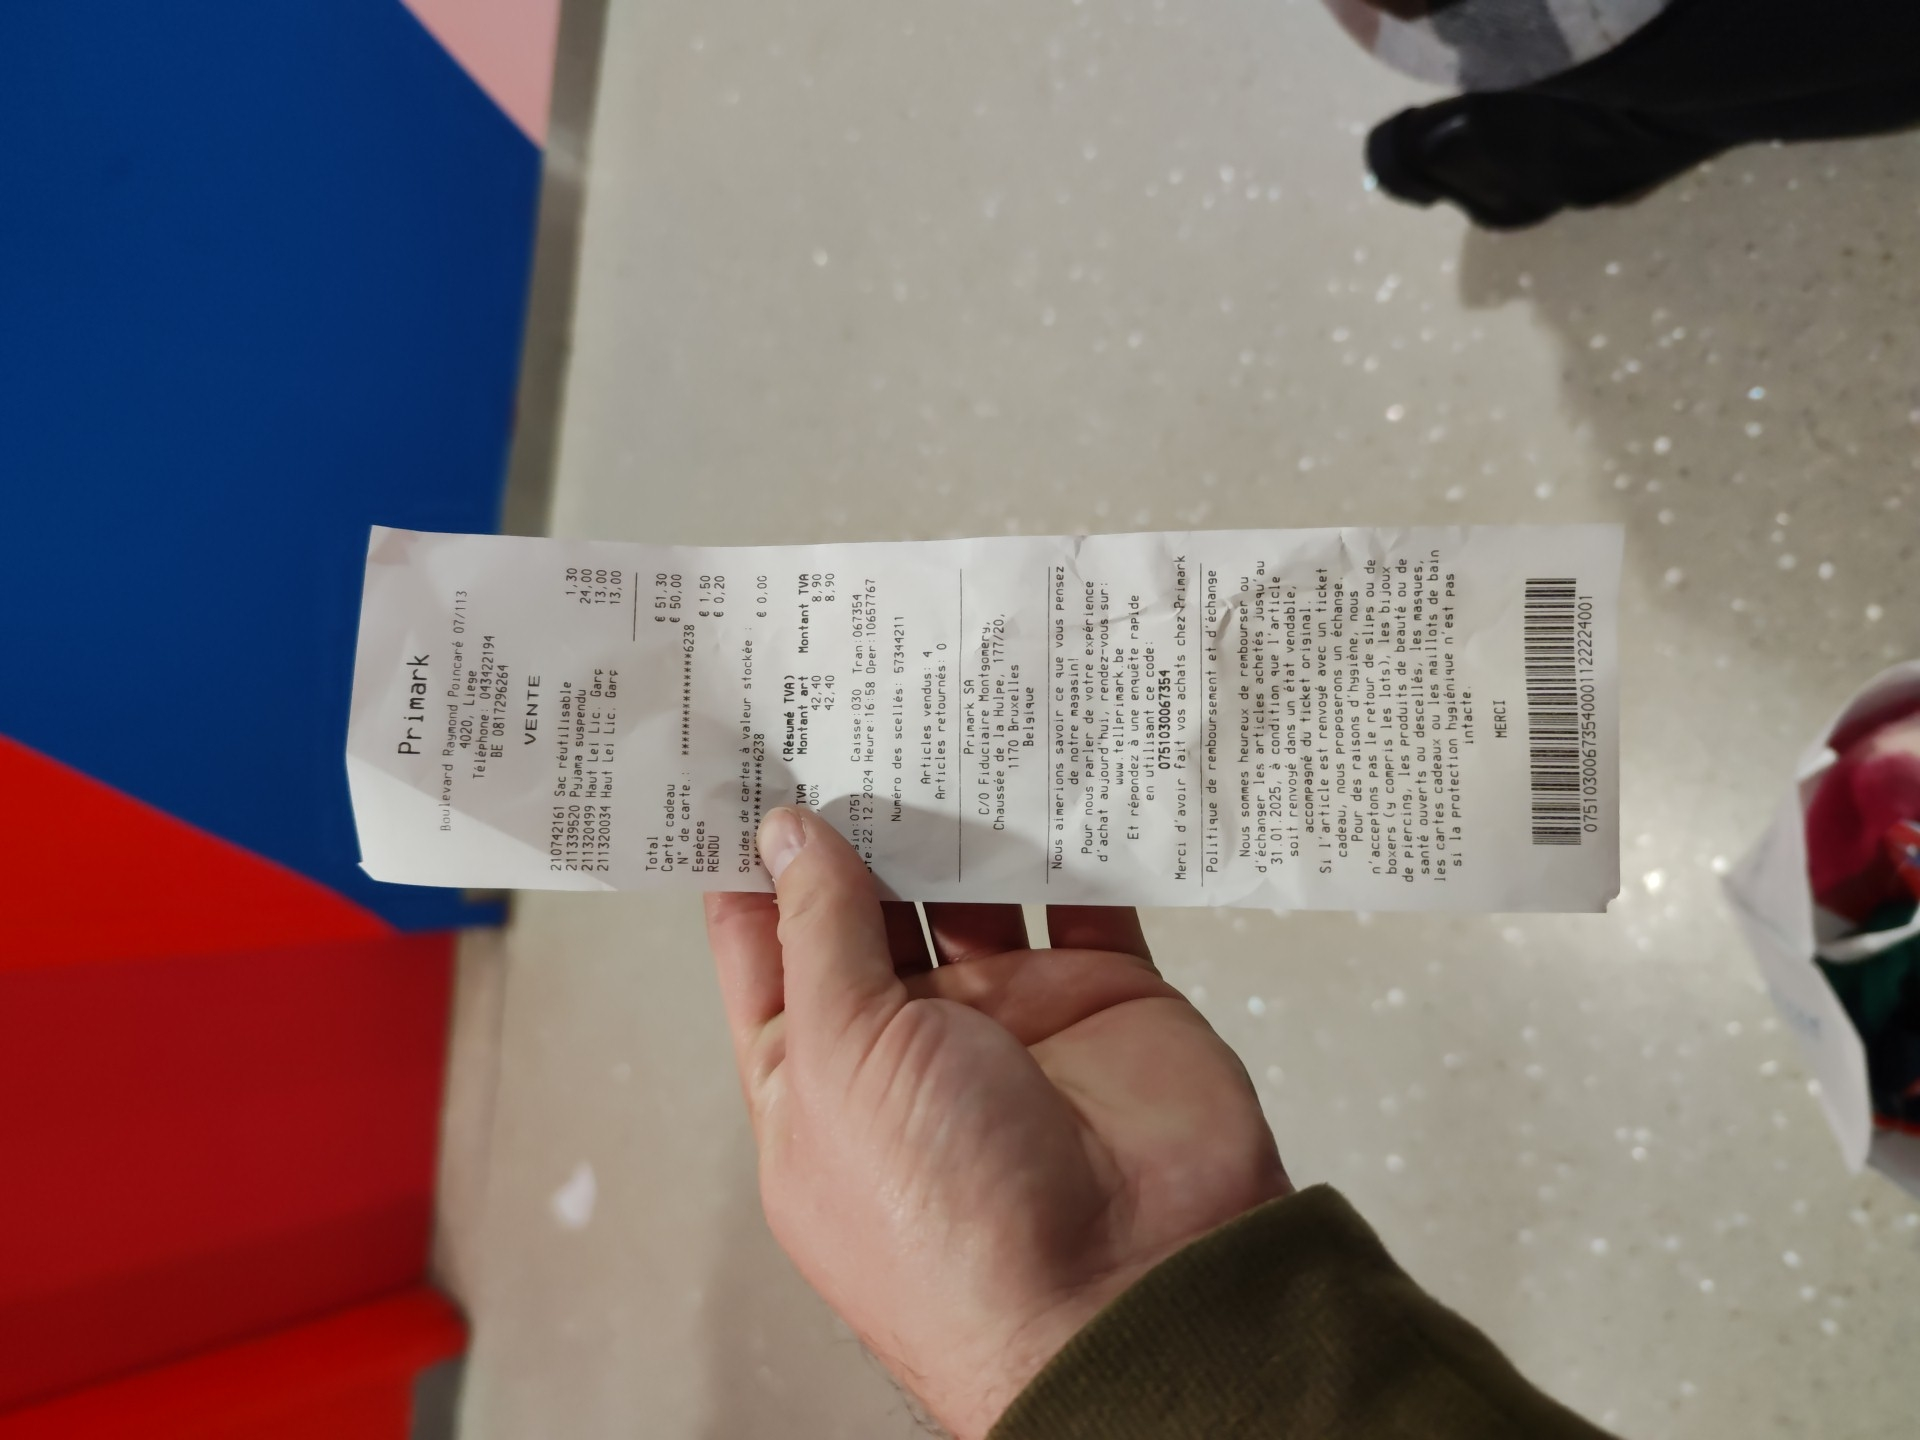 Primark
Boulevard Raymond Poincaré 07/113
4020, Liege
Téléphone: 043422194
BE 0817296264
VENTE
210742161 Sac réutilisable 1,30
211339520 Pyjama suspendu 24,00
211320499 Haut Lei Lic. Garç 13,00
211320034 Haut Lei Lic. Garç 13,00
Total € 51,30
Carte cadeau € 50,00
N° de carte.: ***************6238
Espèces € 1,50
RENDU € 0,20
Soldes de cartes à valeur stockée :
***************6238 € 0,00
(Résumé TVA)
TVA Montant art Montant TVA
,00% 42,40 8,90
42,40 8,90
sin:0751 Caisse:030 Tran:067354
te:22.12.2024 Heure:16:58 Oper:10657767
Numéro des scellés: 57344211
Articles vendus: 4
Articles retournés: 0
Primark SA
C/O Fiduciaire Montgomery,
Chaussée de la Hulpe, 177/20,
1170 Bruxelles
Belgique
Nous aimerions savoir ce que vous pensez
de notre magasin!
Pour nous parler de votre expérience
d'achat aujourd'hui, rendez-vous sur:
www.tellprimark.be
Et répondez à une enquête rapide
en utilisant ce code:
0751030067354
Merci d'avoir fait vos achats chez Primark
Politique de remboursement et d'échange
Nous sommes heureux de rembourser ou
d'échanger les articles achetés jusqu'au
31.01.2025, à condition que l'article
soit renvoyé dans un état vendable,
accompagné du ticket original.
Si l'article est renvoyé avec un ticket
cadeau, nous proposerons un échange.
Pour des raisons d'hygiène, nous
n'acceptons pas le retour de slips ou de
boxers (y compris les lots), les bijoux
de piercing, les produits de beauté ou de
santé ouverts ou descellés, les masques,
les cartes cadeaux ou les maillots de bain
si la protection hygiénique n'est pas
intacte.
MERCI
0751030067354000112222​4001